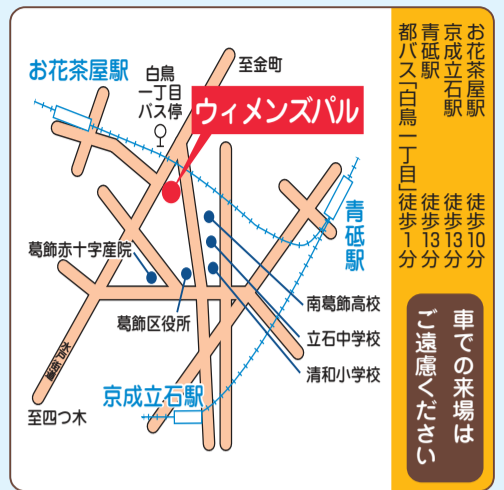 お花茶屋駅　徒歩10分
京成立石駅　徒歩13分
青砥駅　徒歩13分
都バス「白鳥一丁目」徒歩1分
車での来場は
ご遠慮ください
お花茶屋駅
白鳥
一丁目
バス停
至金町
ウィメンズパル
青砥駅
葛飾赤十字産院
葛飾区役所
南葛飾高校
立石中学校
清和小学校
水戸街道
京成立石駅
至四つ木